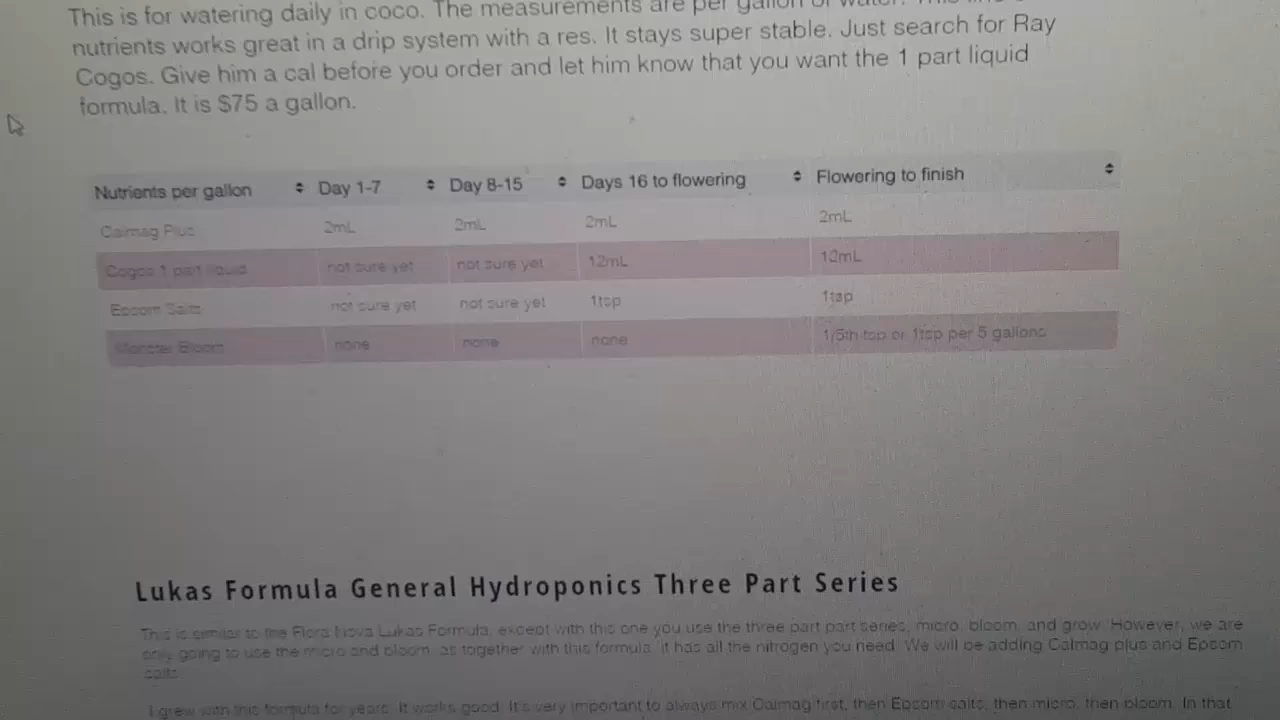 This is for watering daily in coco. The measurements are per gallon of water. This
nutrients works great in a drip system with a res. It stays super stable. Just search for Ray
Cogos. Give him a cal before you order and let him know that you want the 1 part liquid
formula. It is $75 a gallon.
Nutrients per gallon Day 1-7 Day 8-15 Days 16 to flowering Flowering to finish
Calmag Plus 2mL 2mL 2mL 2mL
Cogos 1 part liquid not sure yet not sure yet 12mL 12mL
Epcom Salts not sure yet not sure yet 1tsp 1tsp
Monster Bloom none none none 1/5th tsp or 1tsp per 5 gallons
Lukas Formula General Hydroponics Three Part Series
This is similar to the Flora Nova Lukas Formula, except with this one you use the three part part series, micro, bloom, and grow. However, we are
only going to use the micro and bloom, as together with this formula, it has all the nitrogen you need. We will be adding Calmag plus and Epcom
salts.
I grew with this formula for years. It works good. It's very important to always mix Calmag first, then Epcom salts, then micro, then bloom. In that